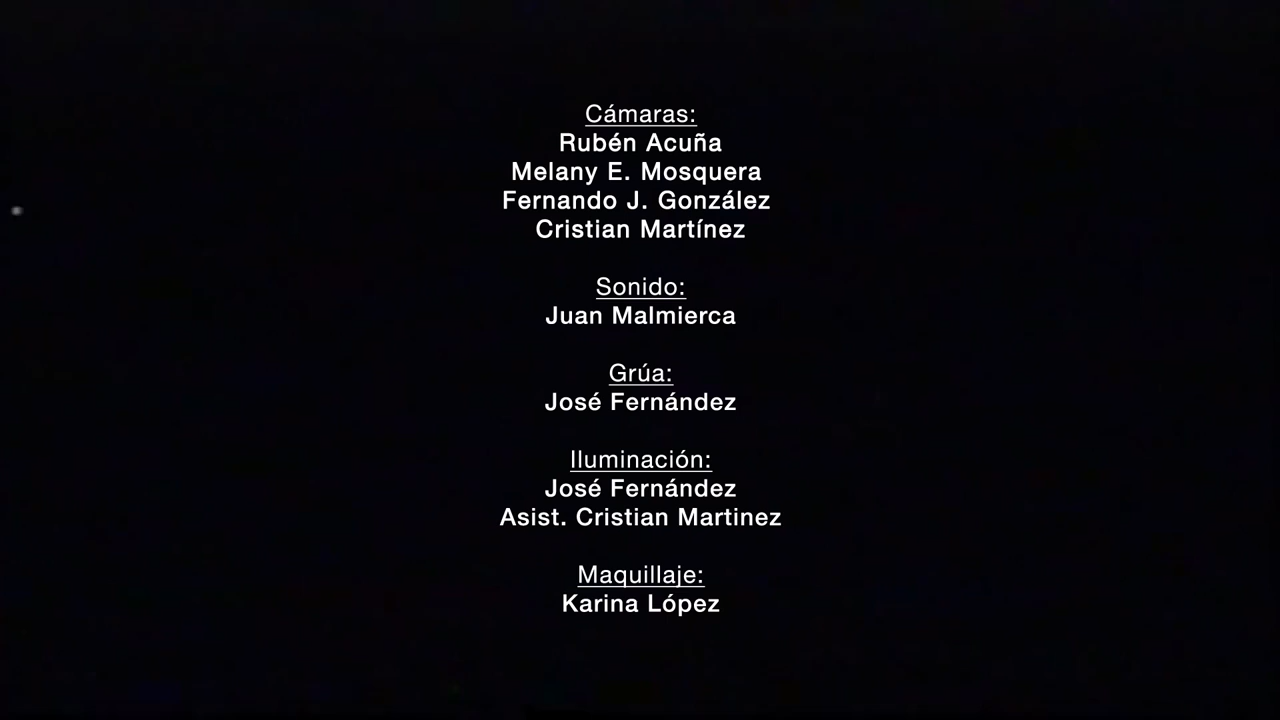 Cámaras:
Rubén Acuña
Melany E. Mosquera
Fernando J. González
Cristian Martínez
Sonido:
Juan Malmierca
Grúa:
José Fernández
Iluminación:
José Fernández
Asist. Cristian Martinez
Maquillaje:
Karina López